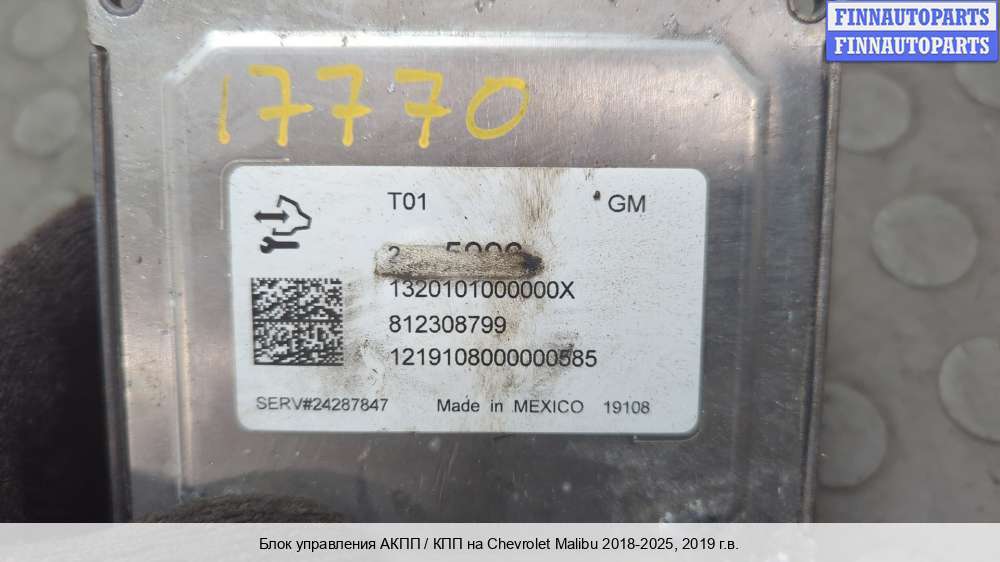 FINNAUTOPARTS
FINNAUTOPARTS
17770
T01 GM
1320101000000X
812308799
1219108000000585
SERV#24287847 Made in MEXICO 19108
Блок управления АКПП / КПП на Chevrolet Malibu 2018-2025, 2019 г.в.